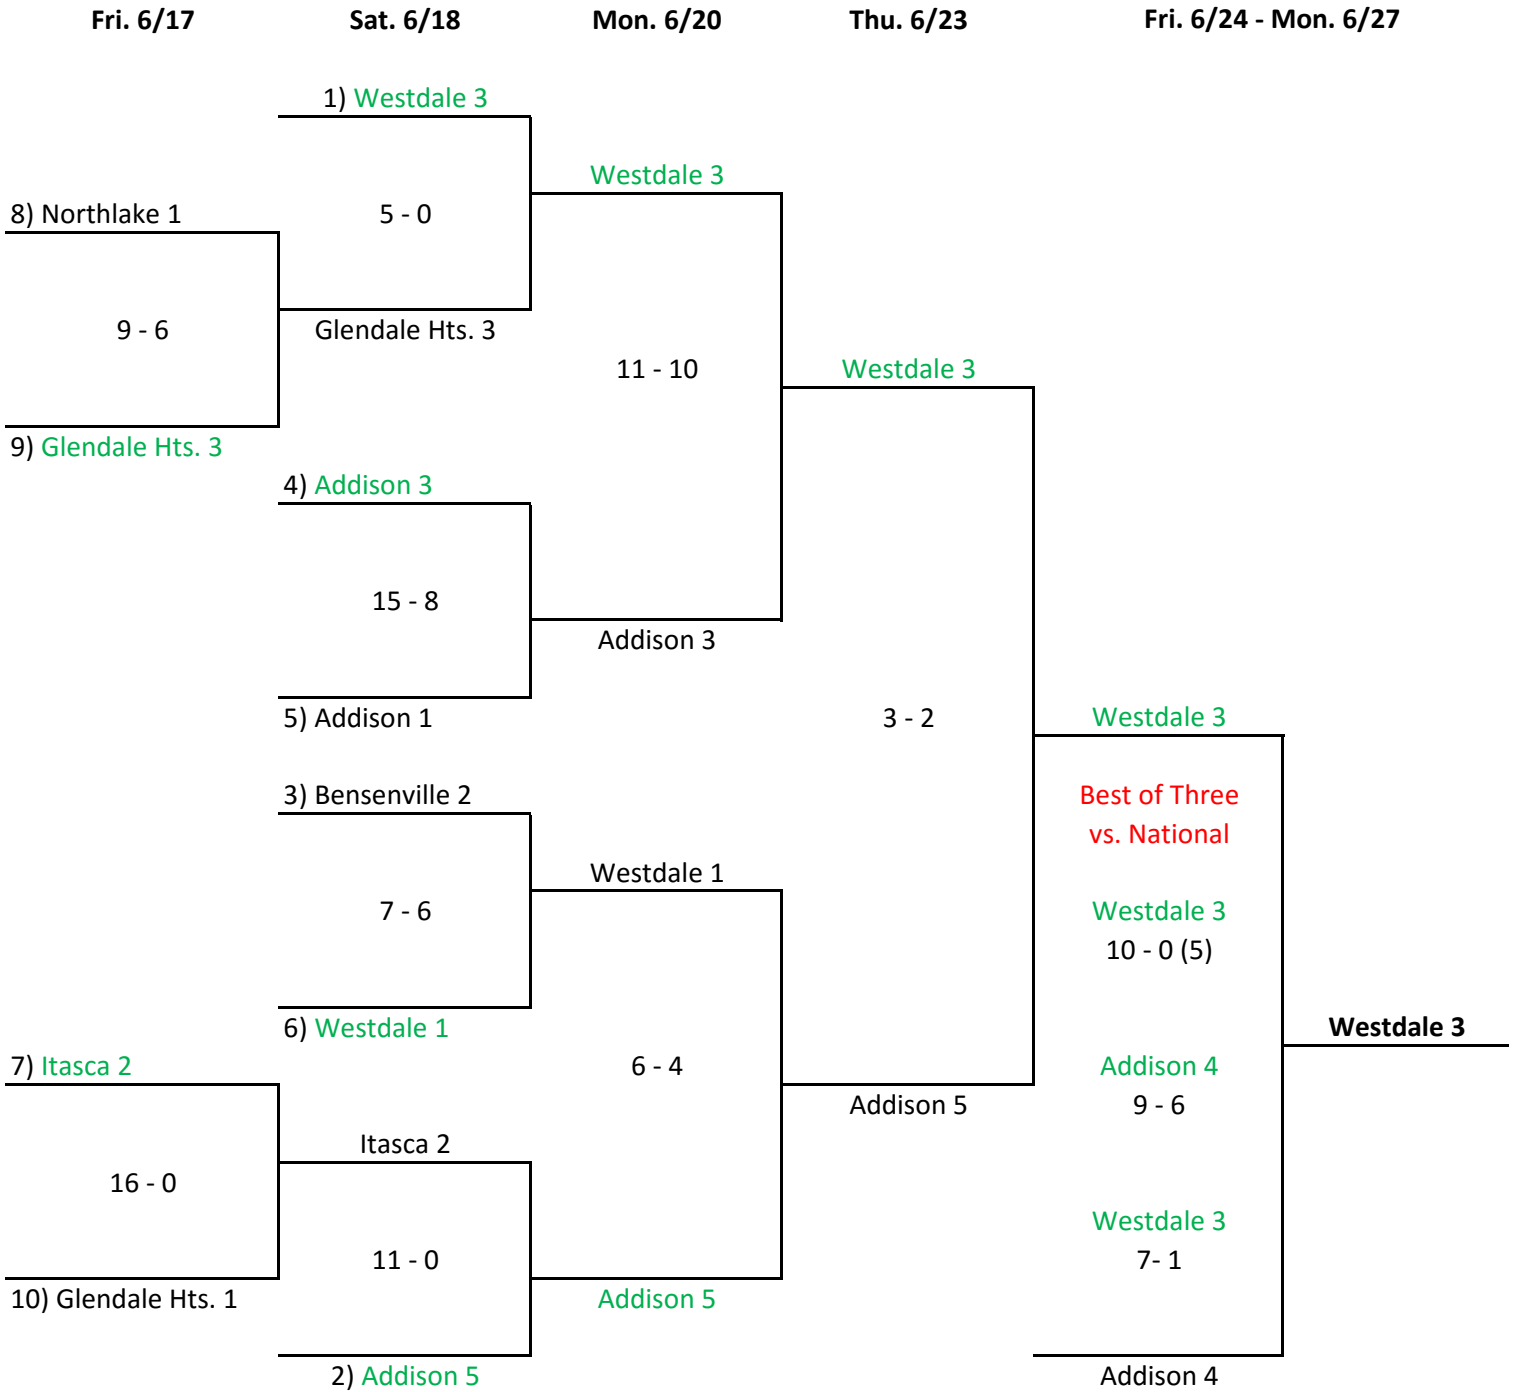 Fri. 6/17
Sat. 6/18
Mon. 6/20
Thu. 6/23
Fri. 6/24 - Mon. 6/27
1) Westdale 3
Westdale 3
8) Northlake 1
5 - 0
9 - 6
Glendale Hts. 3
11 - 10
Westdale 3
9) Glendale Hts. 3
4) Addison 3
15 - 8
Addison 3
5) Addison 1
3 - 2
Westdale 3
3) Bensenville 2
Best of Three
vs. National
Westdale 1
7 - 6
Westdale 3
10 - 0 (5)
6) Westdale 1
Westdale 3
7) Itasca 2
6 - 4
Addison 4
Addison 5
9 - 6
Itasca 2
16 - 0
Westdale 3
11 - 0
7- 1
10) Glendale Hts. 1
Addison 5
2) Addison 5
Addison 4